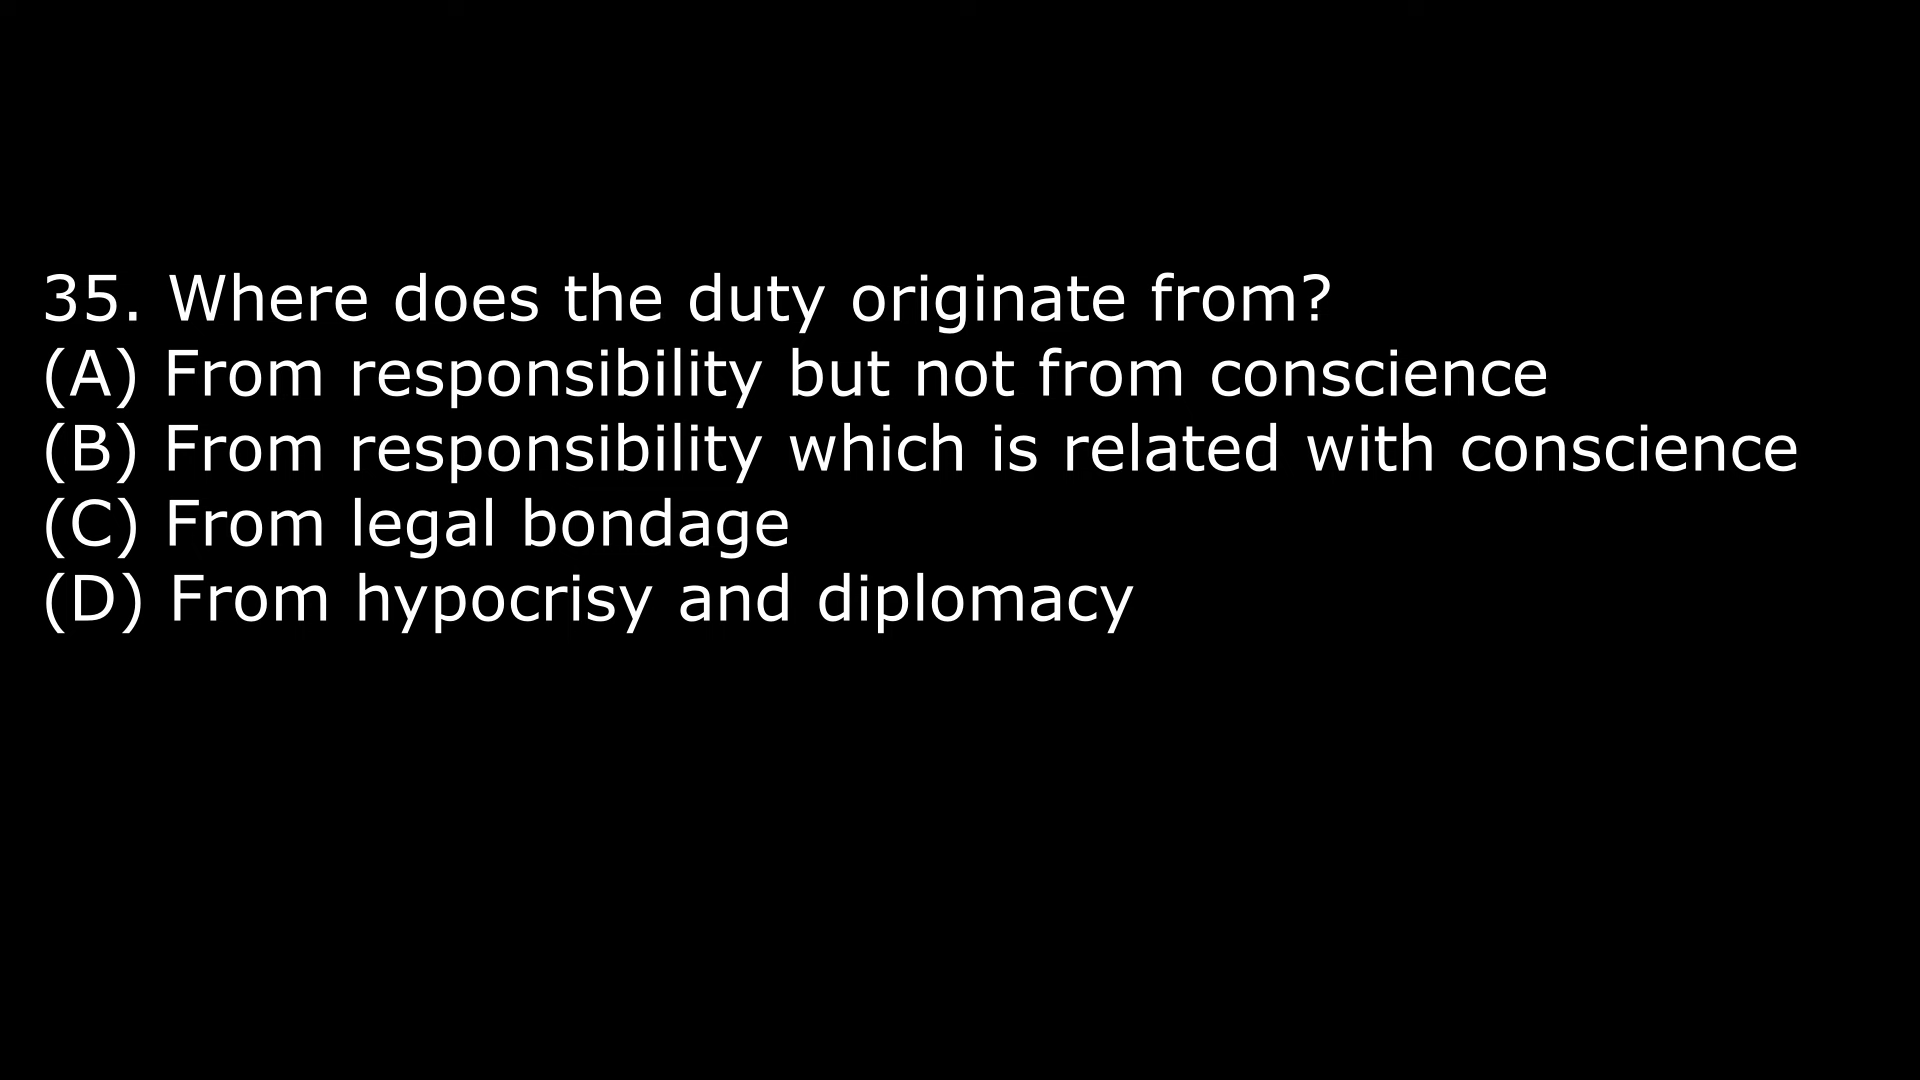 35. Where does the duty originate from?
(A) From responsibility but not from conscience
(B) From responsibility which is related with conscience
(C) From legal bondage
(D) From hypocrisy and diplomacy